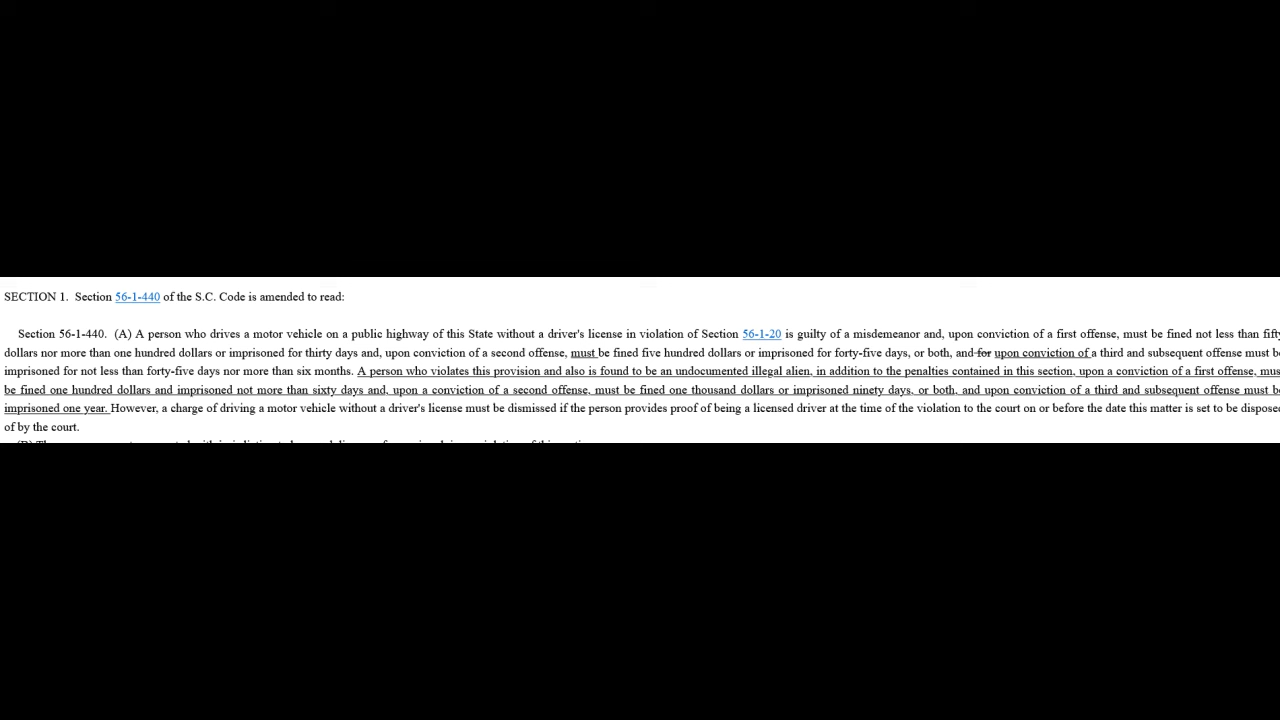 SECTION 1. Section 56-1-440 of the S.C. Code is amended to read:
Section 56-1-440. (A) A person who drives a motor vehicle on a public highway of this State without a driver's license in violation of Section 56-1-20 is guilty of a misdemeanor and, upon conviction of a first offense, must be fined not less than fifty
dollars nor more than one hundred dollars or imprisoned for thirty days and, upon conviction of a second offense, must be fined five hundred dollars or imprisoned for forty-five days, or both, and for upon conviction of a third and subsequent offense must be
imprisoned for not less than forty-five days nor more than six months. A person who violates this provision and also is found to be an undocumented illegal alien, in addition to the penalties contained in this section, upon a conviction of a first offense, mus
be fined one hundred dollars and imprisoned not more than sixty days and, upon a conviction of a second offense, must be fined one thousand dollars or imprisoned ninety days, or both, and upon conviction of a third and subsequent offense must be
imprisoned one year. However, a charge of driving a motor vehicle without a driver's license must be dismissed if the person provides proof of being a licensed driver at the time of the violation to the court on or before the date this matter is set to be dispose
of by the court.